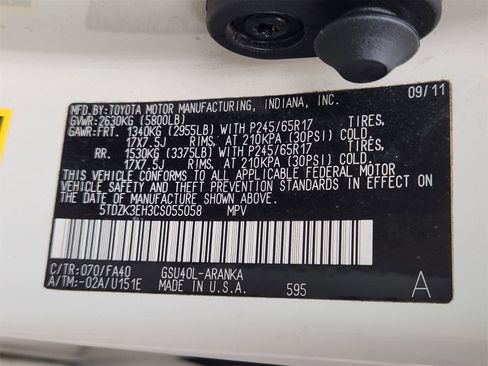 MFD.BY:TOYOTA MOTOR MANUFACTURING, INDIANA, INC. 09/11
GVWR:2630KG (5800LB)
GAWR:FRT. 1340KG (2955LB) WITH P245/65R17 TIRES,
17X7.5J RIMS, AT 210KPA (30PSI) COLD.
RR. 1530KG (3375LB) WITH P245/65R17 TIRES,
17X7.5J RIMS, AT 210KPA (30PSI) COLD.
THIS VEHICLE CONFORMS TO ALL APPLICABLE FEDERAL MOTOR
VEHICLE SAFETY AND THEFT PREVENTION STANDARDS IN EFFECT ON
THE DATE OF MANUFACTURE SHOWN ABOVE.
5TDZK3EH3CS055058 MPV
C/TR:070/FA40 GSU40L-ARANKA
A/TM:-02A/U151E MADE IN U.S.A. 595 A